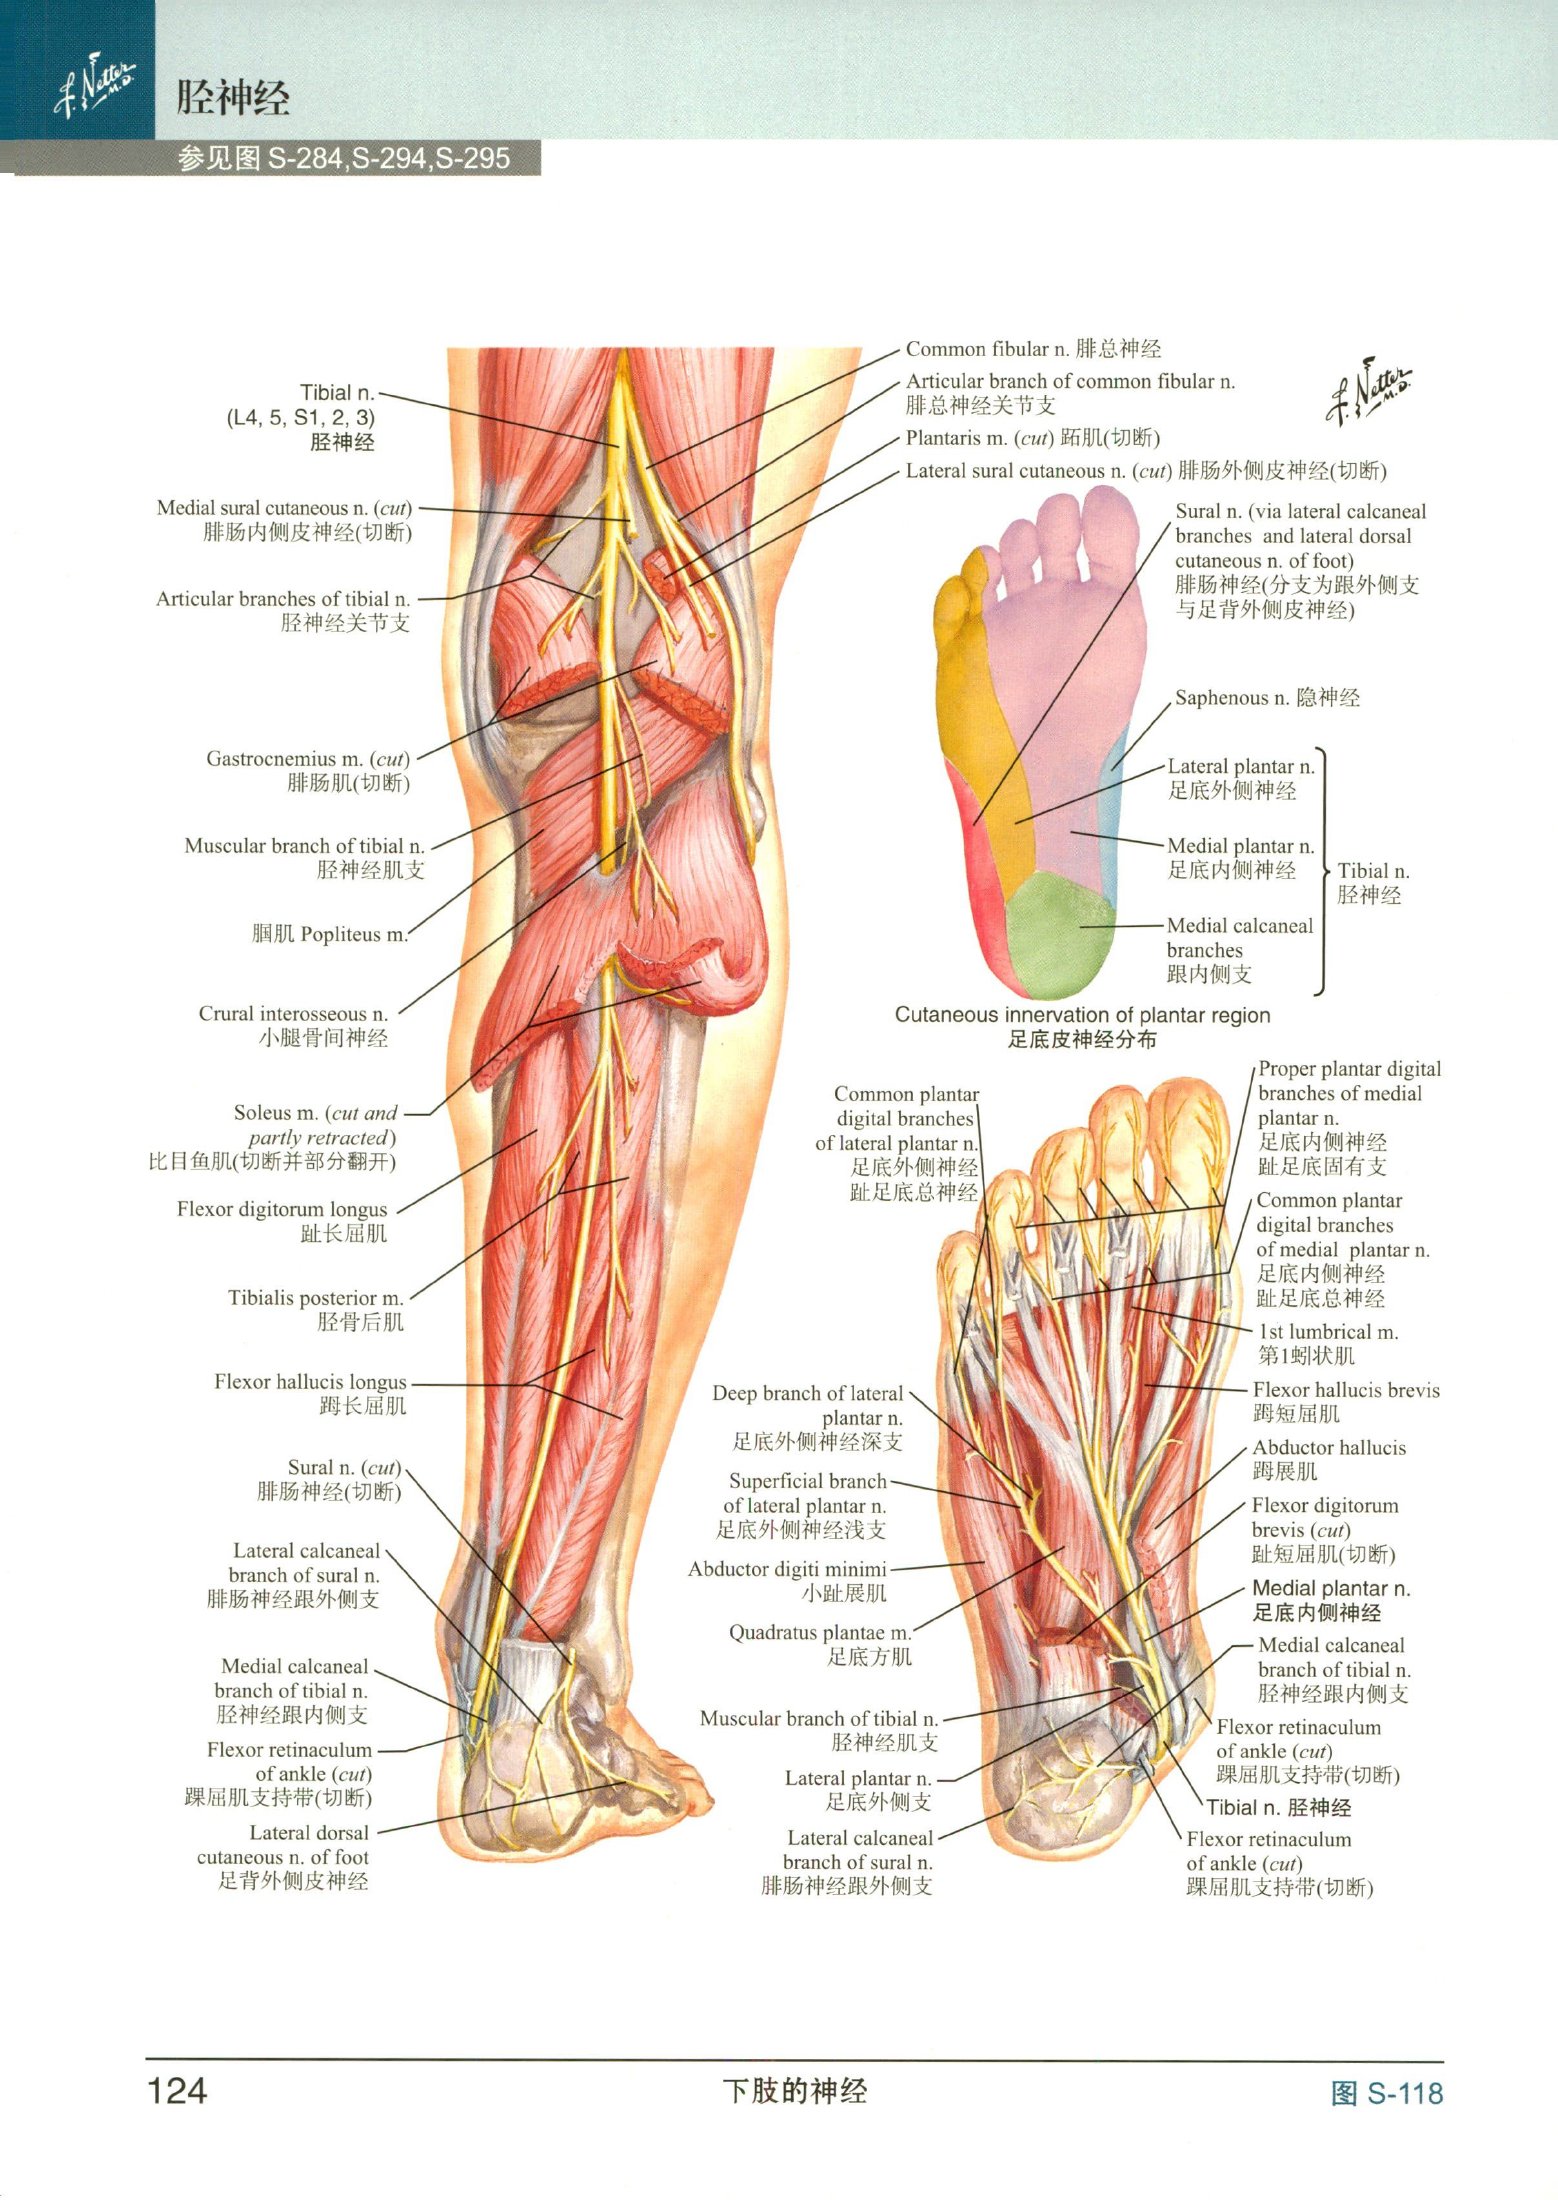 F. Netter M.D.
胫神经
参见图 S-284,S-294,S-295
Tibial n.
(L4, 5, S1, 2, 3)
胫神经
Medial sural cutaneous n. (cut)
腓肠内侧皮神经(切断)
Articular branches of tibial n.
胫神经关节支
Gastrocnemius m. (cut)
腓肠肌(切断)
Muscular branch of tibial n.
胫神经肌支
腘肌 Popliteus m.
Crural interosseous n.
小腿骨间神经
Soleus m. (cut and
partly retracted)
比目鱼肌(切断并部分翻开)
Flexor digitorum longus
趾长屈肌
Tibialis posterior m.
胫骨后肌
Flexor hallucis longus
踇长屈肌
Sural n. (cut)
腓肠神经(切断)
Lateral calcaneal
branch of sural n.
腓肠神经跟外侧支
Medial calcaneal
branch of tibial n.
胫神经跟内侧支
Flexor retinaculum
of ankle (cut)
踝屈肌支持带(切断)
Lateral dorsal
cutaneous n. of foot
足背外侧皮神经
Common fibular n. 腓总神经
Articular branch of common fibular n.
腓总神经关节支
Plantaris m. (cut) 跖肌(切断)
Lateral sural cutaneous n. (cut) 腓肠外侧皮神经(切断)
F. Netter M.D.
Sural n. (via lateral calcaneal
branches and lateral dorsal
cutaneous n. of foot)
腓肠神经(分支为跟外侧支
与足背外侧皮神经)
Saphenous n. 隐神经
Lateral plantar n.
足底外侧神经
Medial plantar n.
足底内侧神经
Medial calcaneal
branches
跟内侧支
Tibial n.
胫神经
Cutaneous innervation of plantar region
足底皮神经分布
Common plantar
digital branches
of lateral plantar n.
足底外侧神经
趾足底总神经
Deep branch of lateral
plantar n.
足底外侧神经深支
Superficial branch
of lateral plantar n.
足底外侧神经浅支
Abductor digiti minimi
小趾展肌
Quadratus plantae m.
足底方肌
Muscular branch of tibial n.
胫神经肌支
Lateral plantar n.
足底外侧支
Lateral calcaneal
branch of sural n.
腓肠神经跟外侧支
Proper plantar digital
branches of medial
plantar n.
足底内侧神经
趾足底固有支
Common plantar
digital branches
of medial plantar n.
足底内侧神经
趾足底总神经
1st lumbrical m.
第1蚓状肌
Flexor hallucis brevis
踇短屈肌
Abductor hallucis
踇展肌
Flexor digitorum
brevis (cut)
趾短屈肌(切断)
Medial plantar n.
足底内侧神经
Medial calcaneal
branch of tibial n.
胫神经跟内侧支
Flexor retinaculum
of ankle (cut)
踝屈肌支持带(切断)
Tibial n. 胫神经
Flexor retinaculum
of ankle (cut)
踝屈肌支持带(切断)
124
下肢的神经
图 S-118